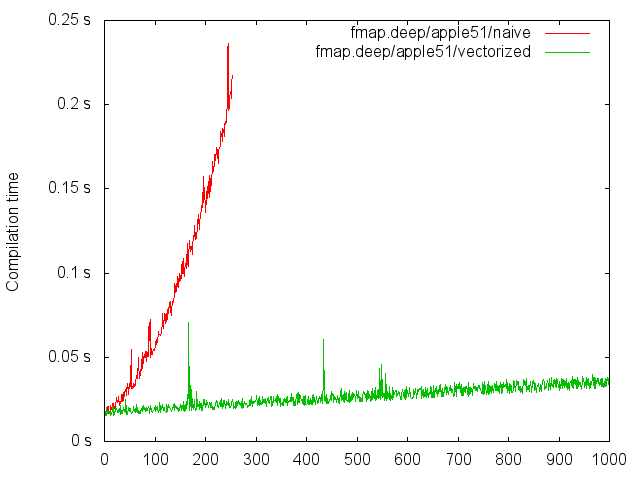 fmap.deep/apple51/naive
fmap.deep/apple51/vectorized
Compilation time
0.25 s
0.2 s
0.15 s
0.1 s
0.05 s
0 s
0 100 200 300 400 500 600 700 800 900 1000